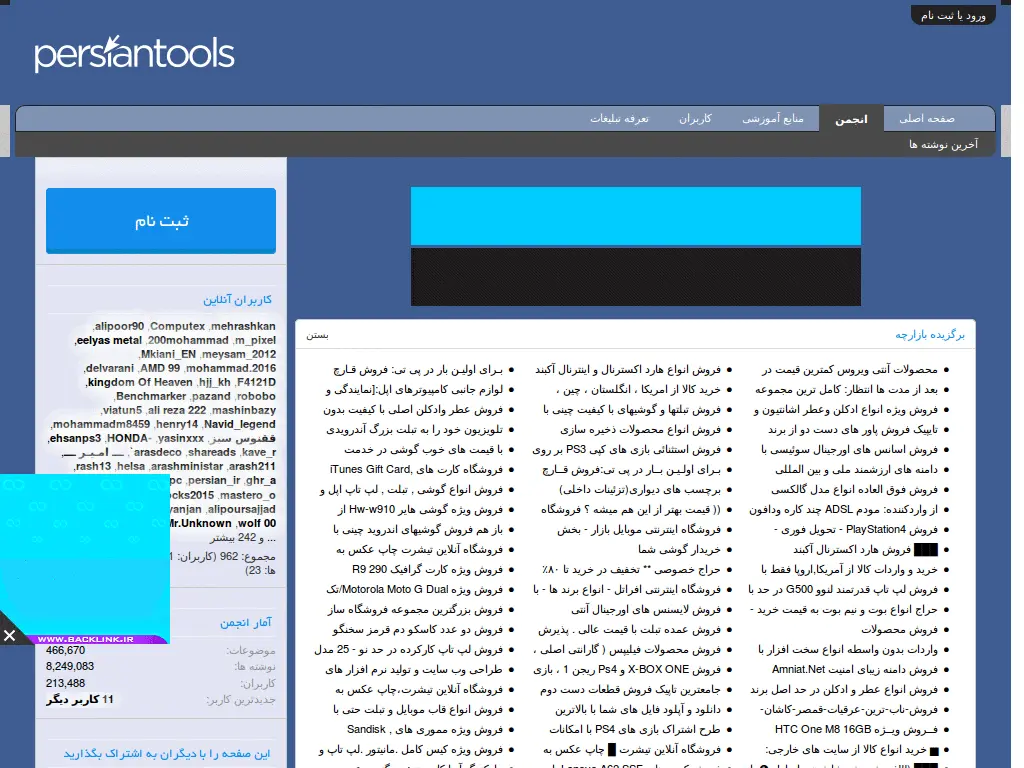 ورود یا ثبت نام
persiantools
صفحه اصلی
انجمن
منابع آموزشی
کاربران
تعرفه تبلیغات
آخرین نوشته ها
ثبت نام
کاربران آنلاین
alipoor90 ,Computex ,mehrashkan,
eelyas metal ,200mohammad ,m_pixel,
Mkiani_EN ,meysam_2012,
delvarani ,AMD 99 ,mohammad.2016,
kingdom Of Heaven ,hjj_kh ,F4121D,
Benchmarker ,pazand ,robobo,
viatun5 ,ali reza 222 ,mashinbazy,
mohammadm8459 ,henry14 ,Navid_legend,
ehsanps3 ,HONDA- ,yasinxxx ,ققنوس سبز,
arasdeco ,shareads ,kave_r, ـــ امـیـر ـــ,
rash13 ,helsa ,arashministar ,arash211,
pc ,persian_ir ,ghr_a
ocks2015 ,mastero_o
yanjan ,alipoursajjad
Mr.Unknown ,wolf 00
... و 242 بیشتر
مجموع: 962 (کاربران: 1
ها: 23)
WWW.BACKLINK.IR
آمار انجمن
موضوعات: 466,670
نوشته ها: 8,249,083
کاربران: 213,488
جدیدترین کاربر: 11 کاربر دیگر
این صفحه را با دیگران به اشتراک بگذارید
برگزیده بازارچه
بستن
محصولات آنتی ویروس کمترین قیمت در
بعد از مدت ها انتظار: کامل ترین مجموعه
فروش ویژه انواع ادکلن وعطر اشانتیون و
تایپیک فروش پاور های دست دو از برند
فروش اسانس های اورجینال سوئیسی با
دامنه های ارزشمند ملی و بین المللی
فروش فوق العاده انواع مدل گالکسی
از واردکننده: مودم ADSL چند کاره ودافون
فروش PlayStation4 - تحویل فوری -
███ فروش هارد اکسترنال آکبند
خرید و واردات کالا از آمریکا,اروپا فقط با
فروش لپ تاپ قدرتمند لنوو G500 در حد با
حراج انواع بوت و نیم بوت به قیمت خرید -
فروش محصولات
واردات بدون واسطه انواع سخت افزار با
فروش دامنه زیبای امنیت Amniat.Net
فروش انواع عطر و ادکلن در حد اصل برند
فروش-ناب-ترین-عرقیات-قمصر-کاشان-
فــروش ویــژه HTC One M8 16GB
▄ خرید انواع کالا از سایت های خارجی:
فروش انواع هارد اکسترنال و اینترنال آکبند
خرید کالا از امریکا ، انگلستان ، چین ،
فروش تبلتها و گوشیهای با کیفیت چینی با
فروش انواع محصولات ذخیره سازی
فروش استثنائی بازی های کپی PS3 بر روی
بـرای اولـیـن بــار در پی تی:فروش قــارچ
برچسب های دیواری(تزئینات داخلی)
(( قیمت بهتر از این هم میشه ؟ فروشگاه
فروشگاه اینترنتی موبایل بازار - بخش
خریدار گوشی شما
حراج خصوصی ** تخفیف در خرید تا ۸۰٪
فروشگاه اینترنتی افراتل - انواع برند ها - با
فروش لایسنس های اورجینال آنتی
فروش عمده تبلت با قیمت عالی . پذیرش
فروش محصولات فیلیپس ( گارانتی اصلی ،
فروش X-BOX ONE و Ps4 ریجن 1 ، بازی
جامعترین تاپیک فروش قطعات دست دوم
دانلود و آپلود فایل های شما با بالاترین
طرح اشتراک بازی های PS4 با امکانات
فروشگاه آنلاین تیشرت █ چاپ عکس به
بـرای اولیـن بار در پی تی: فروش قـارچ
لوازم جانبی کامپیوترهای اپل:[نمایندگی و
فروش عطر وادکلن اصلی با کیفیت بدون
تلویزیون خود را به تبلت بزرگ آندرویدی
با قیمت های خوب گوشی در خدمت
فروشگاه کارت های ,iTunes Gift Card
فروش انواع گوشی , تبلت , لپ تاپ اپل و
فروش ویژه گوشی هایر Hw-w910 از
باز هم فروش گوشیهای اندروید چینی با
فروشگاه آنلاین تیشرت چاپ عکس به
فروش ویژه کارت گرافیک R9 290
فروش ویژه Motorola Moto G Dual/تک
فروش بزرگترین مجموعه فروشگاه ساز
فروش دو عدد کاسکو دم قرمز سخنگو
فروش لپ تاپ کارکرده در حد نو - 25 مدل
طراحی وب سایت و تولید نرم افزار های
فروشگاه آنلاین تیشرت،چاپ عکس به
فروش انواع قاب موبایل و تبلت حتی با
فروش ویژه مموری های , Sandisk
فروش ویژه کیس کامل .مانیتور .لپ تاپ و